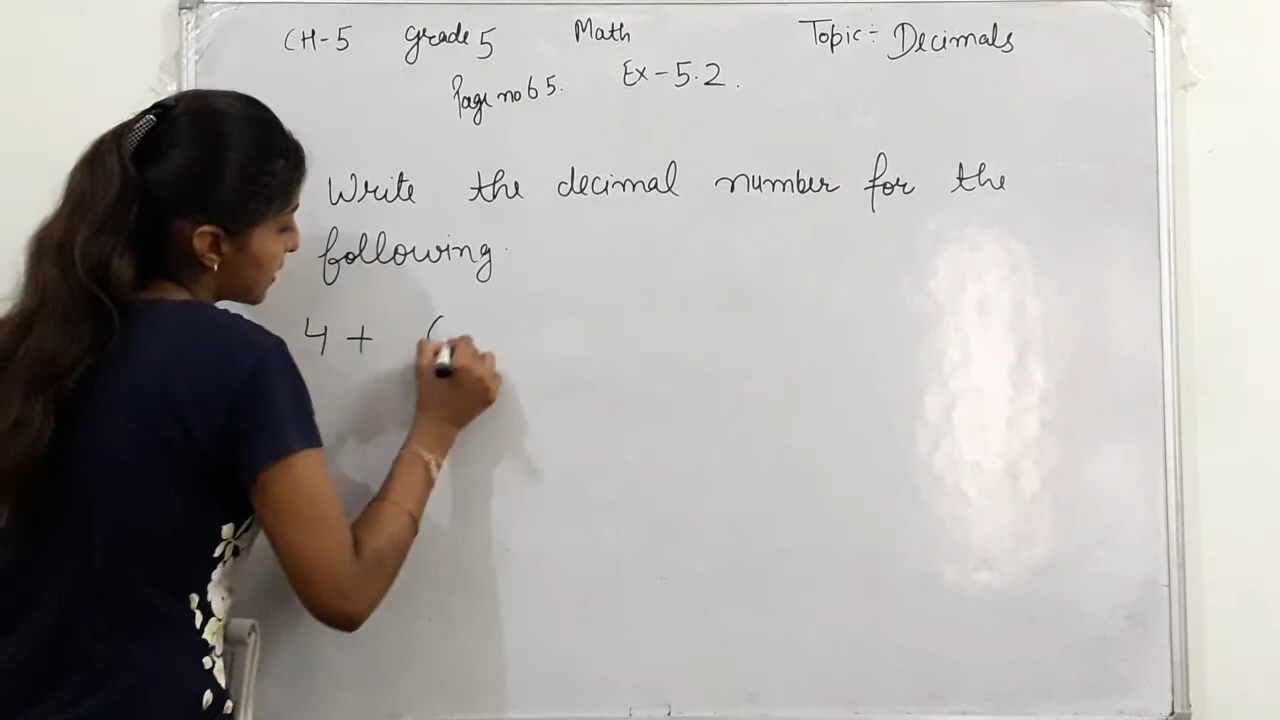 CH-5 grade 5 Math Topic:- Decimals
Page no 65. Ex-5.2.
Write the decimal number for the
following.
4 +